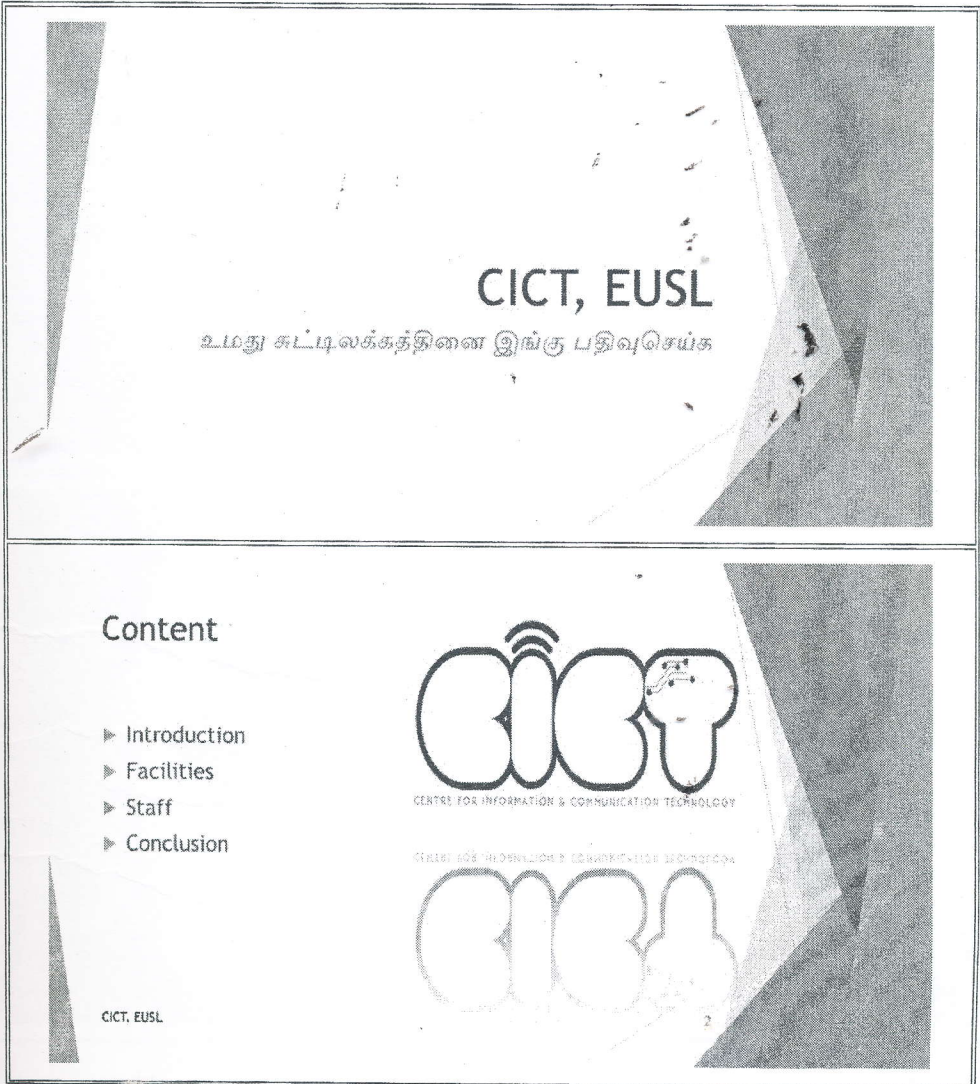 CICT, EUSL
உமது சுட்டிலக்கத்தினை இங்கு பதிவுசெய்க
Content
Introduction
Facilities
Staff
Conclusion
CICT
CENTRE FOR INFORMATION & COMMUNICATION TECHNOLOGY
CICT, EUSL
2